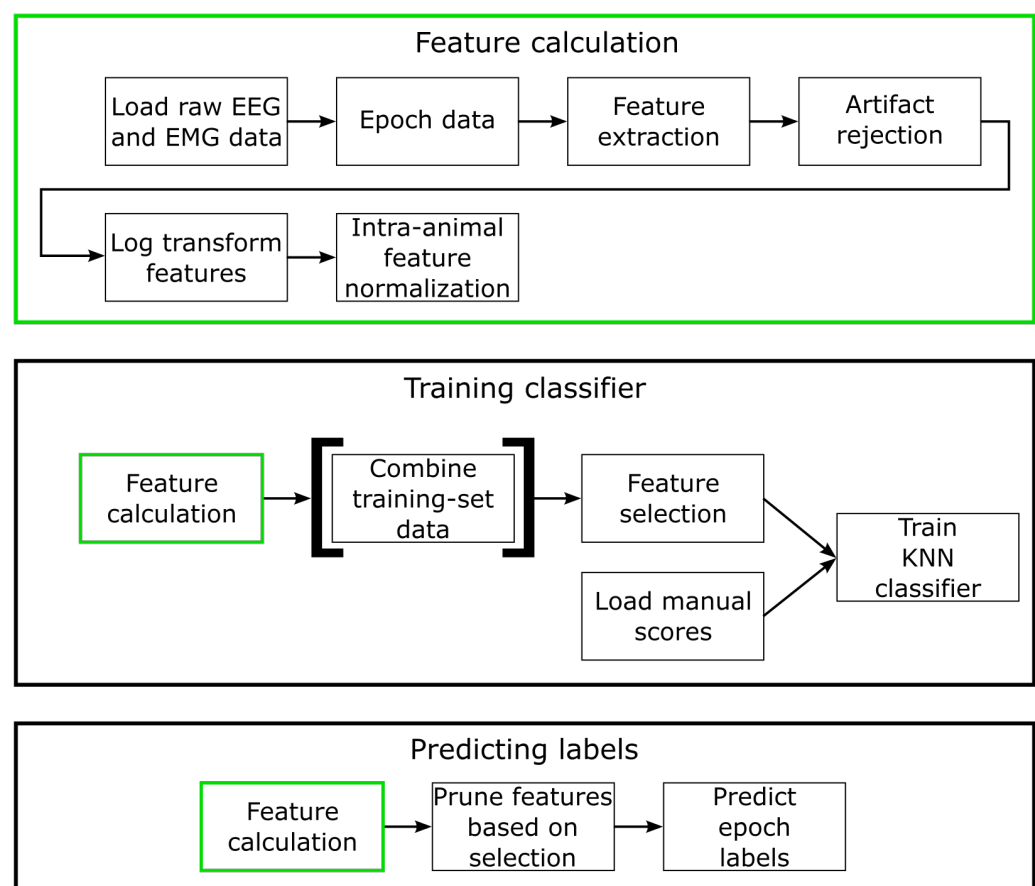 Feature calculation
Load raw EEG
and EMG data
Epoch data
Feature
extraction
Artifact
rejection
Log transform
features
Intra-animal
feature
normalization
Training classifier
Feature
calculation
Combine
training-set
data
Feature
selection
Load manual
scores
Train
KNN
classifier
Predicting labels
Feature
calculation
Prune features
based on
selection
Predict
epoch
labels